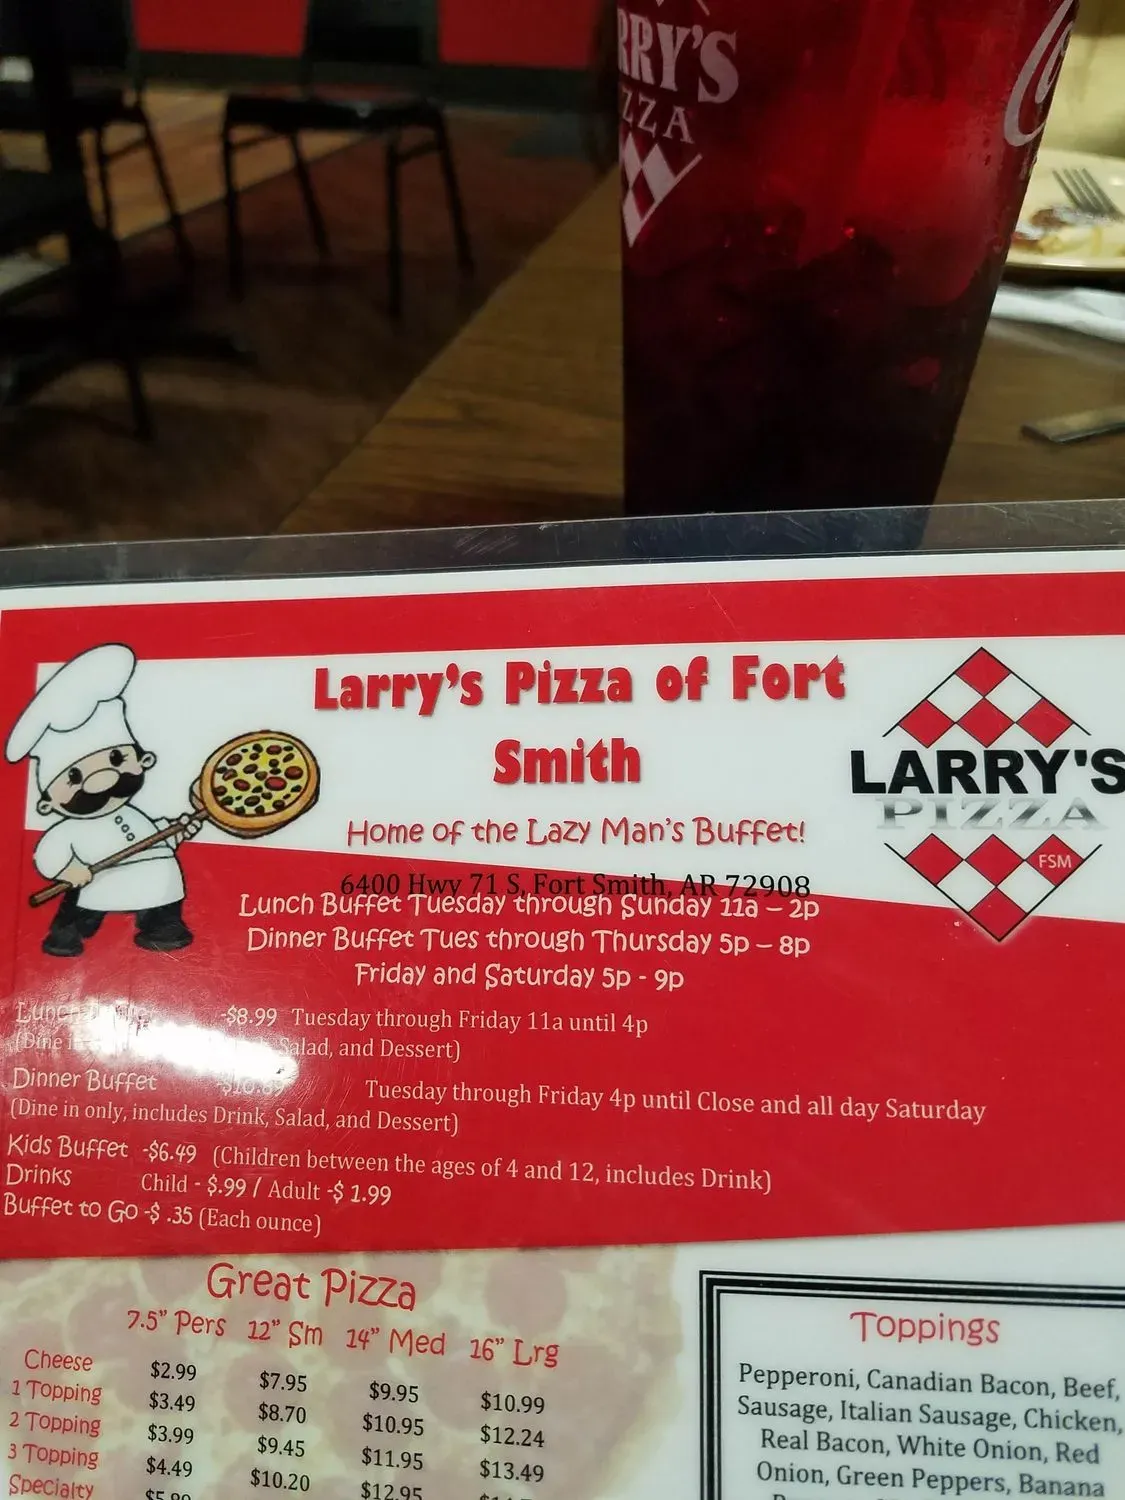 RRY'S
ZZA
Larry's Pizza of Fort
Smith
Home of the Lazy Man's Buffet!
LARRY'S
PIZZA
FSM
6400 Hwy 71 S, Fort Smith, AR 72908
Lunch Buffet Tuesday through Sunday 11a – 2p
Dinner Buffet Tues through Thursday 5p – 8p
Friday and Saturday 5p - 9p
Lunch -$8.99 Tuesday through Friday 11a until 4p
(Dine Salad, and Dessert)
Dinner Buffet Tuesday through Friday 4p until Close and all day Saturday
(Dine in only, includes Drink, Salad, and Dessert)
Kids Buffet -$6.49 (Children between the ages of 4 and 12, includes Drink)
Drinks Child - $.99 / Adult -$ 1.99
Buffet to Go -$ .35 (Each ounce)
Great Pizza
7.5" Pers 12" Sm 14" Med 16" Lrg
Cheese $2.99 $7.95 $9.95 $10.99
1 Topping $3.49 $8.70 $10.95 $12.24
2 Topping $3.99 $9.45 $11.95 $13.49
3 Topping $4.49 $10.20 $12.95
Specialty
Toppings
Pepperoni, Canadian Bacon, Beef,
Sausage, Italian Sausage, Chicken,
Real Bacon, White Onion, Red
Onion, Green Peppers, Banana